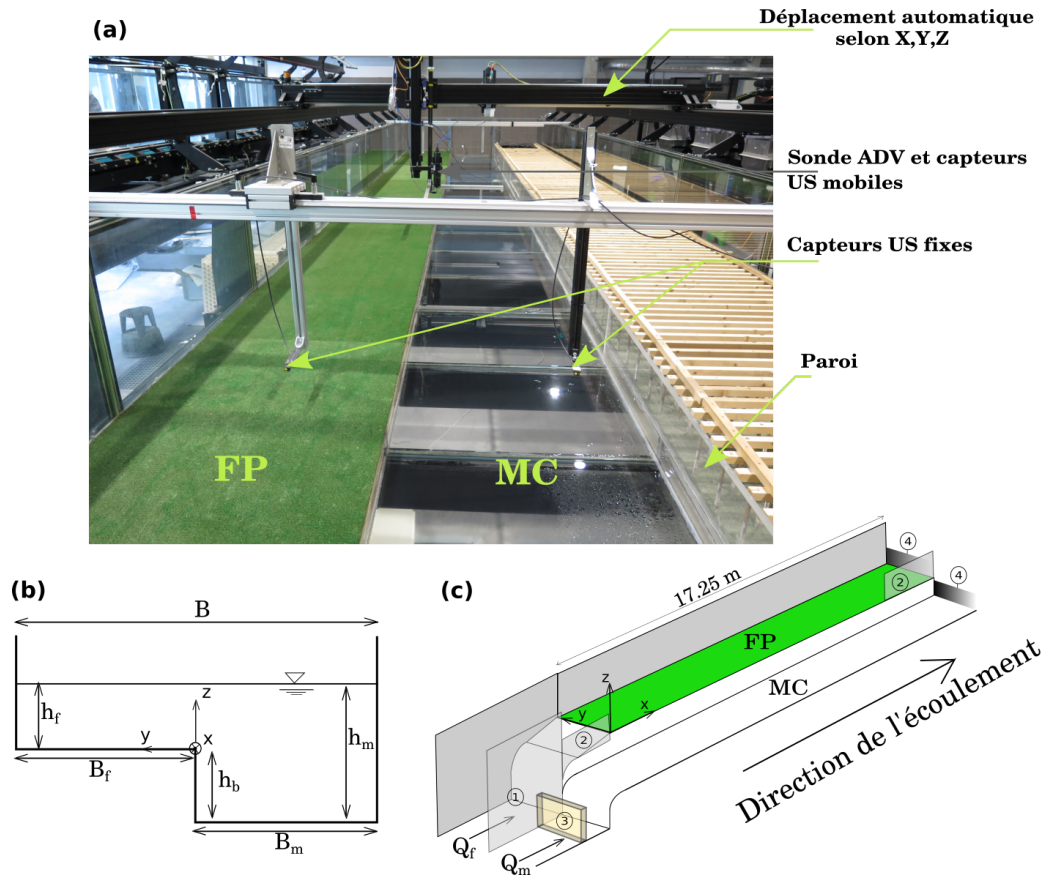 (a)
Déplacement automatique
selon X,Y,Z
Sonde ADV et capteurs
US mobiles
Capteurs US fixes
Paroi
FP
MC
(b)
B
h_f
z
y
x
h_m
B_f
h_b
B_m
(c)
17.25 m
4
2
4
FP
z
MC
y
x
2
1
3
Q_f
Q_m
Direction de l'écoulement